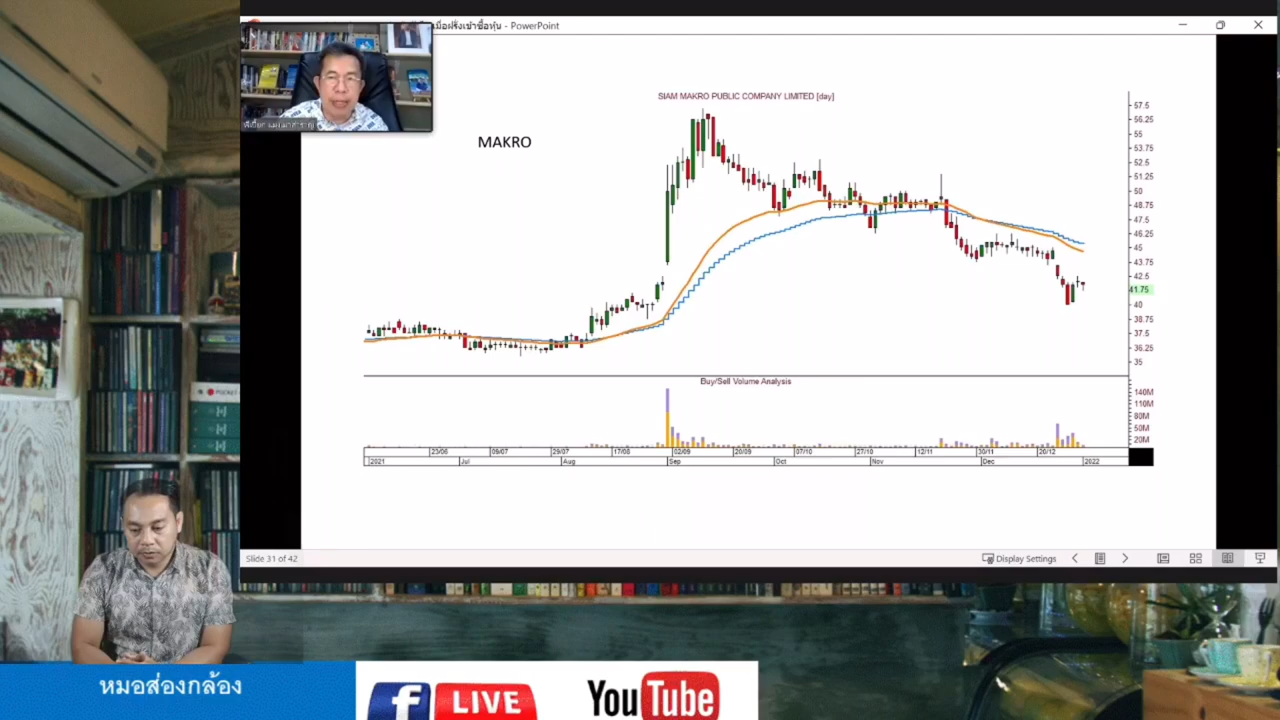 เมื่อฝรั่งเข้าซื้อหุ้น - PowerPoint
SIAM MAKRO PUBLIC COMPANY LIMITED [day]
MAKRO
57.5
56.25
55
53.75
52.5
51.25
50
48.75
47.5
46.25
45
43.75
42.5
41.75
40
38.75
37.5
36.25
35
Buy/Sell Volume Analysis
140M
110M
80M
50M
20M
23/06 09/07 29/07 17/08 02/09 20/09 07/10 27/10 12/11 30/11 20/12
2021 Jul Aug Sep Oct Nov Dec 2022
Slide 31 of 42
Display Settings
POCKET
หมอส่องกล้อง
f LIVE
YouTube